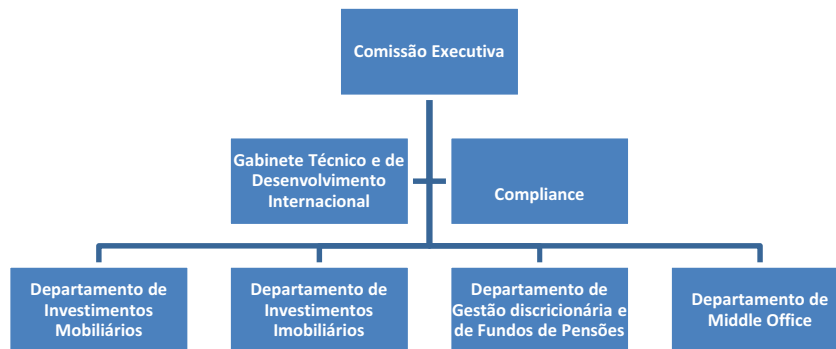 Comissão Executiva
Gabinete Técnico e de
Desenvolvimento
Internacional
Compliance
Departamento de
Investimentos
Mobiliários
Departamento de
Investimentos
Imobiliários
Departamento de
Gestão discricionária e
de Fundos de Pensões
Departamento de
Middle Office